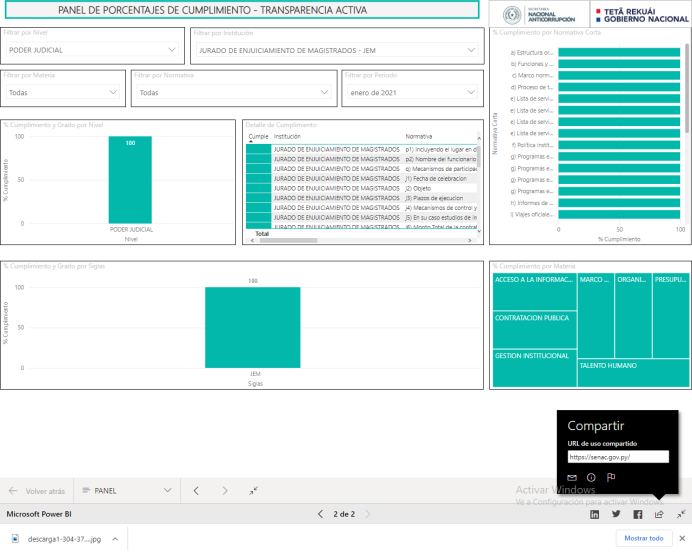 PANEL DE PORCENTAJES DE CUMPLIMIENTO - TRANSPARENCIA ACTIVA
SECRETARÍA
NACIONAL
ANTICORRUPCIÓN
TETÃ REKUÁI
GOBIERNO NACIONAL
Filtrar por Nivel
PODER JUDICIAL
Filtrar por Institución
JURADO DE ENJUICIAMIENTO DE MAGISTRADOS - JEM
Filtrar por Materia
Todas
Filtrar por Normativa
Todas
Filtrar por Periodo
enero de 2021
% Cumplimiento por Normativa Corta
a) Estructura or...
b) Funciones y ...
c) Marco norm...
d) Proceso de t...
e) Lista de servi...
e) Lista de servi...
e) Lista de servi...
e) Lista de servi...
f) Política instit...
g) Programas e...
g) Programas e...
g) Programas e...
g) Programas e...
h) Informes de ...
i) Viajes oficiale...
Normativa Corta
0 50 100
% Cumplimiento
% Cumplimiento y Grado por Nivel
100
50
0
100
% Cumplimiento
PODER JUDICIAL
Nivel
Detalle de Cumplimiento
Cumple Institución Normativa
JURADO DE ENJUICIAMIENTO DE MAGISTRADOS p1) Incluyendo el lugar en d
JURADO DE ENJUICIAMIENTO DE MAGISTRADOS p2) Nombre del funcionario
JURADO DE ENJUICIAMIENTO DE MAGISTRADOS q) Mecanismos de participac
JURADO DE ENJUICIAMIENTO DE MAGISTRADOS j1) Fecha de celebracion
JURADO DE ENJUICIAMIENTO DE MAGISTRADOS j2) Objeto
JURADO DE ENJUICIAMIENTO DE MAGISTRADOS j3) Plazos de ejecucion
JURADO DE ENJUICIAMIENTO DE MAGISTRADOS j4) Mecanismos de control y
JURADO DE ENJUICIAMIENTO DE MAGISTRADOS j5) En su caso estudios de im
JURADO DE ENJUICIAMIENTO DE MAGISTRADOS j6) Monto Total de la contrat
Total
% Cumplimiento y Grado por Siglas
100
50
0
100
% Cumplimiento
JEM
Siglas
% Cumplimiento por Materia
ACCESO A LA INFORMAC...
MARCO ...
ORGANI...
PRESUPU...
CONTRATACION PUBLICA
GESTION INSTITUCIONAL
TALENTO HUMANO
Compartir
URL de uso compartido
https://senac.gov.py/
Activar Windows
Ve a Configuración para activar Windows.
Volver atrás
PANEL
Microsoft Power BI
2 de 2
descarga1-304-37....jpg
Mostrar todo